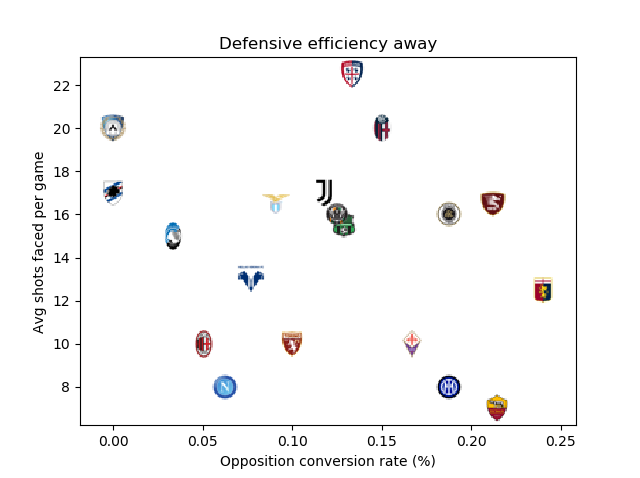 Defensive efficiency away
Avg shots faced per game
22
20
18
16
14
12
10
8
0.00 0.05 0.10 0.15 0.20 0.25
Opposition conversion rate (%)